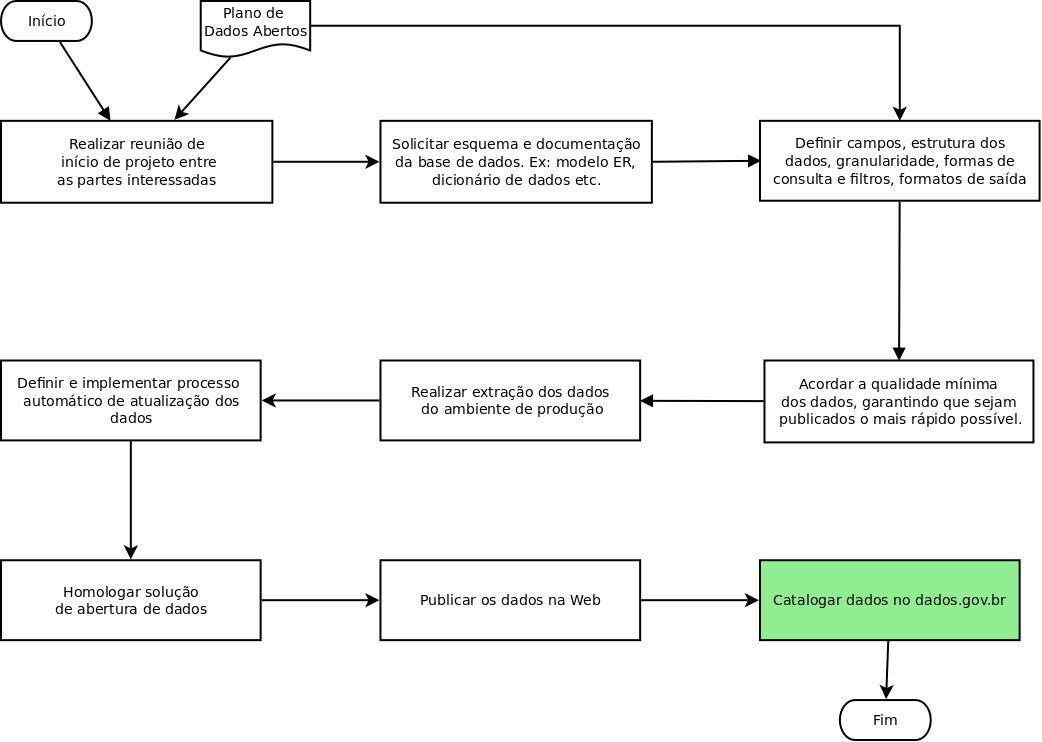 Início
Plano de
Dados Abertos
Realizar reunião de
início de projeto entre
as partes interessadas
Solicitar esquema e documentação
da base de dados. Ex: modelo ER,
dicionário de dados etc.
Definir campos, estrutura dos
dados, granularidade, formas de
consulta e filtros, formatos de saída
Definir e implementar processo
automático de atualização dos
dados
Realizar extração dos dados
do ambiente de produção
Acordar a qualidade mínima
dos dados, garantindo que sejam
publicados o mais rápido possível.
Homologar solução
de abertura de dados
Publicar os dados na Web
Catalogar dados no dados.gov.br
Fim